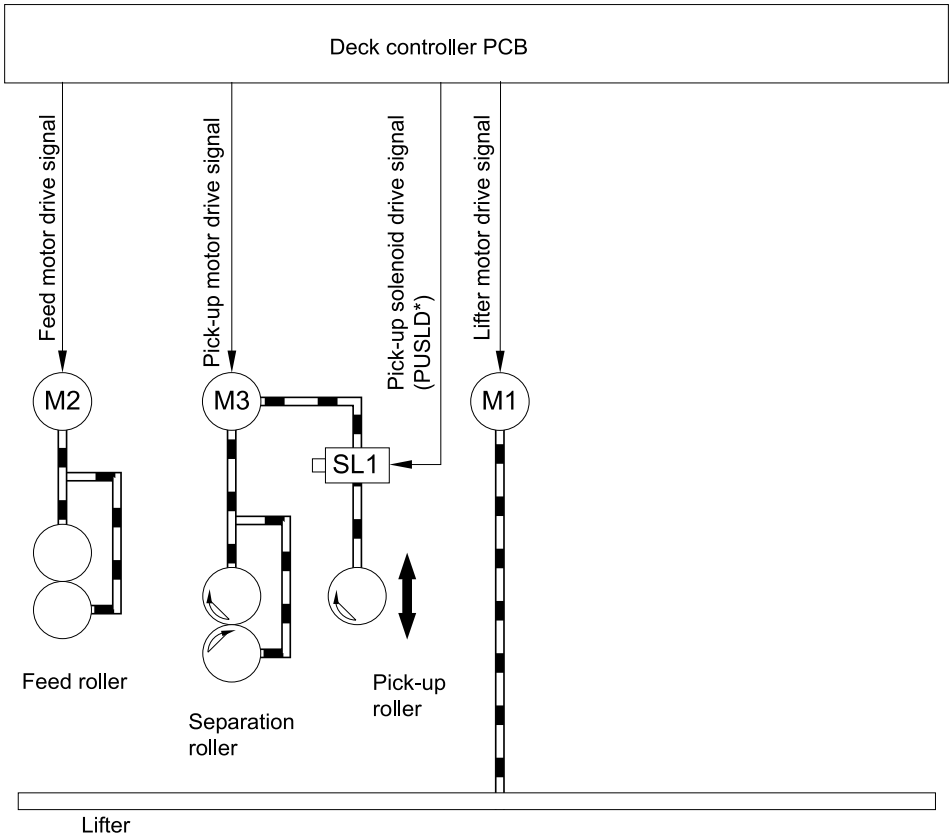 Deck controller PCB
Feed motor drive signal
Pick-up motor drive signal
Pick-up solenoid drive signal
(PUSLD*)
Lifter motor drive signal
M2
M3
M1
SL1
Feed roller
Separation
roller
Pick-up
roller
Lifter